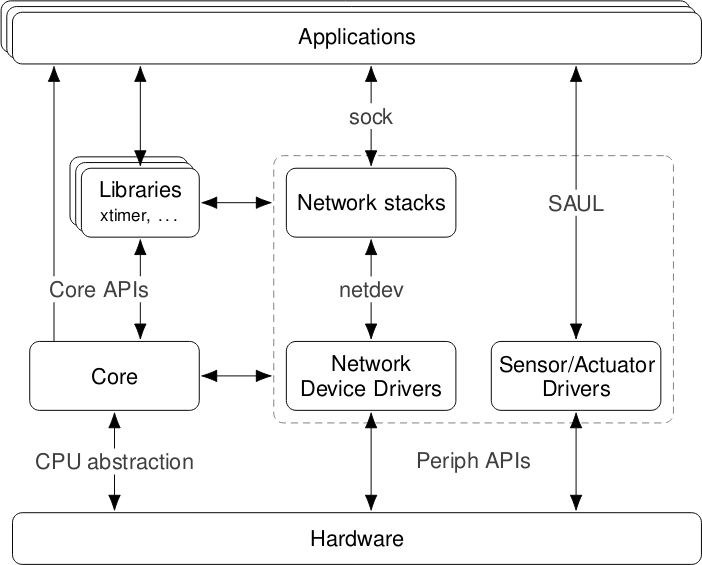 Applications
sock
Libraries
xtimer, ...
Network stacks
SAUL
Core APIs
netdev
Core
Network
Device Drivers
Sensor/Actuator
Drivers
CPU abstraction
Periph APIs
Hardware